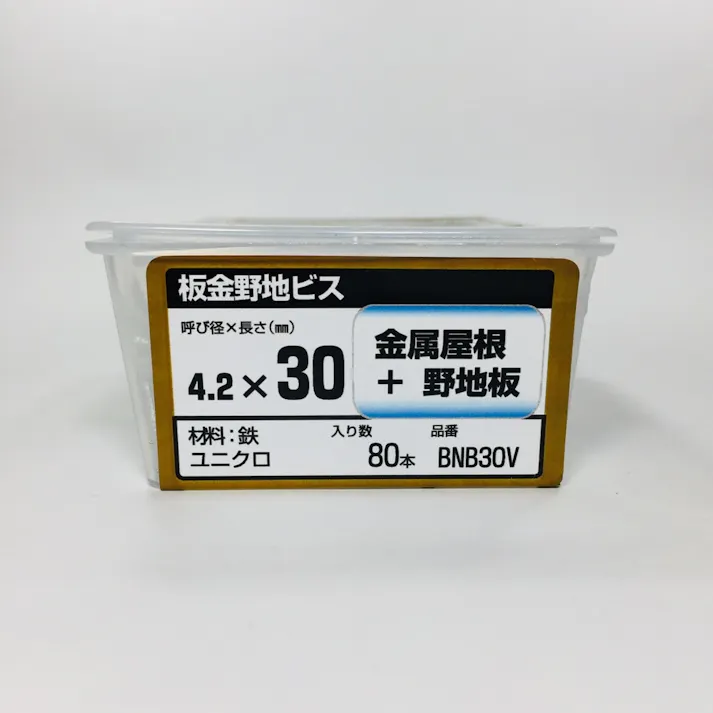 板金野地ビス
呼び径×長さ(㎜)
4.2×30
金属屋根
+ 野地板
材料:鉄
ユニクロ
入り数
80本
品番
BNB30V